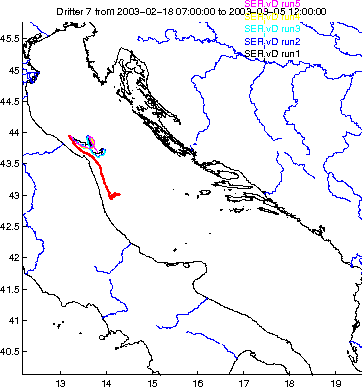 SER.vD run5
Drifter 7 from 2003-02-18 07:00:00 to 2003-03-05 12:00:00
SER.vD run3
SER.vD run2
SER.vD run1
45.5
45
44.5
44
43.5
43
42.5
42
41.5
41
40.5
13 14 15 16 17 18 19